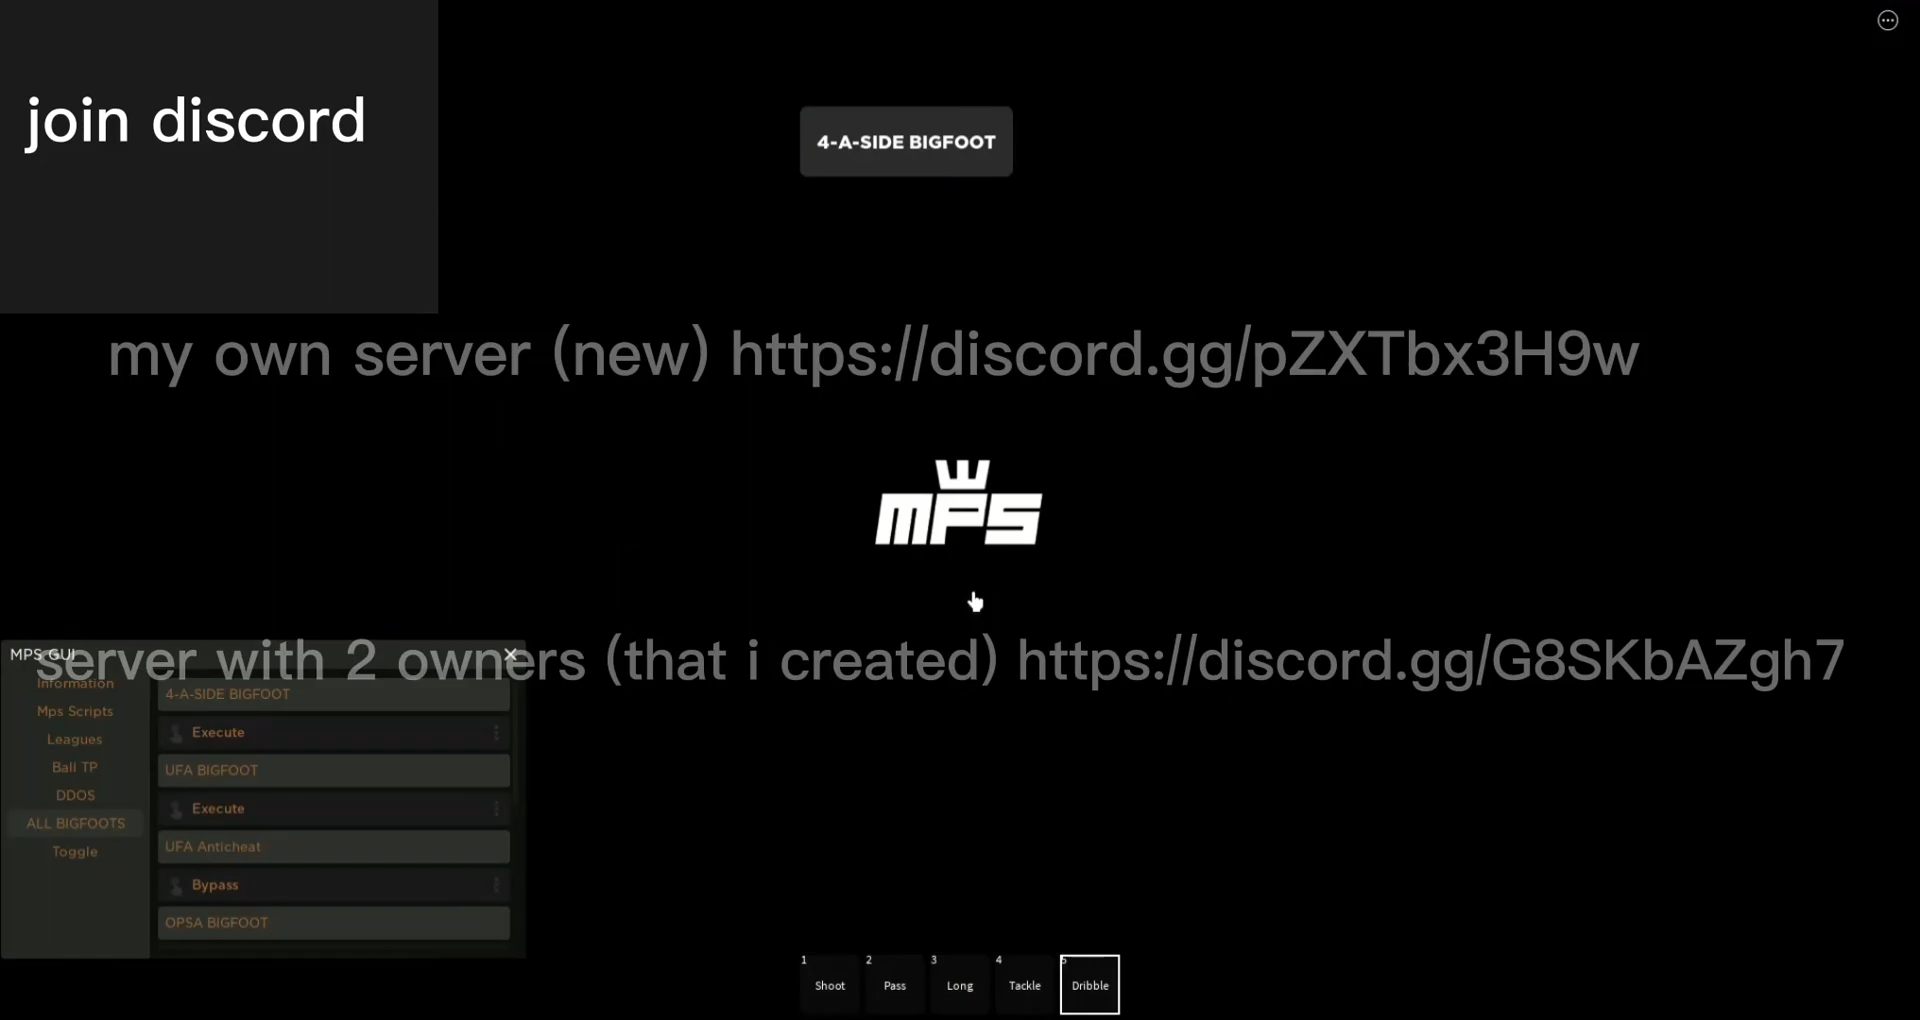 join discord
4-A-SIDE BIGFOOT
my own server (new) https://discord.gg/pZXTbx3H9w
MPS
server with 2 owners (that i created) https://discord.gg/G8SKbAZgh7
MPS GUI
Information
Mps Scripts
Leagues
Ball TP
DDOS
ALL BIGFOOTS
Toggle
4-A-SIDE BIGFOOT
Execute
UFA BIGFOOT
Execute
UFA Anticheat
Bypass
OPSA BIGFOOT
1 Shoot
2 Pass
3 Long
4 Tackle
5 Dribble